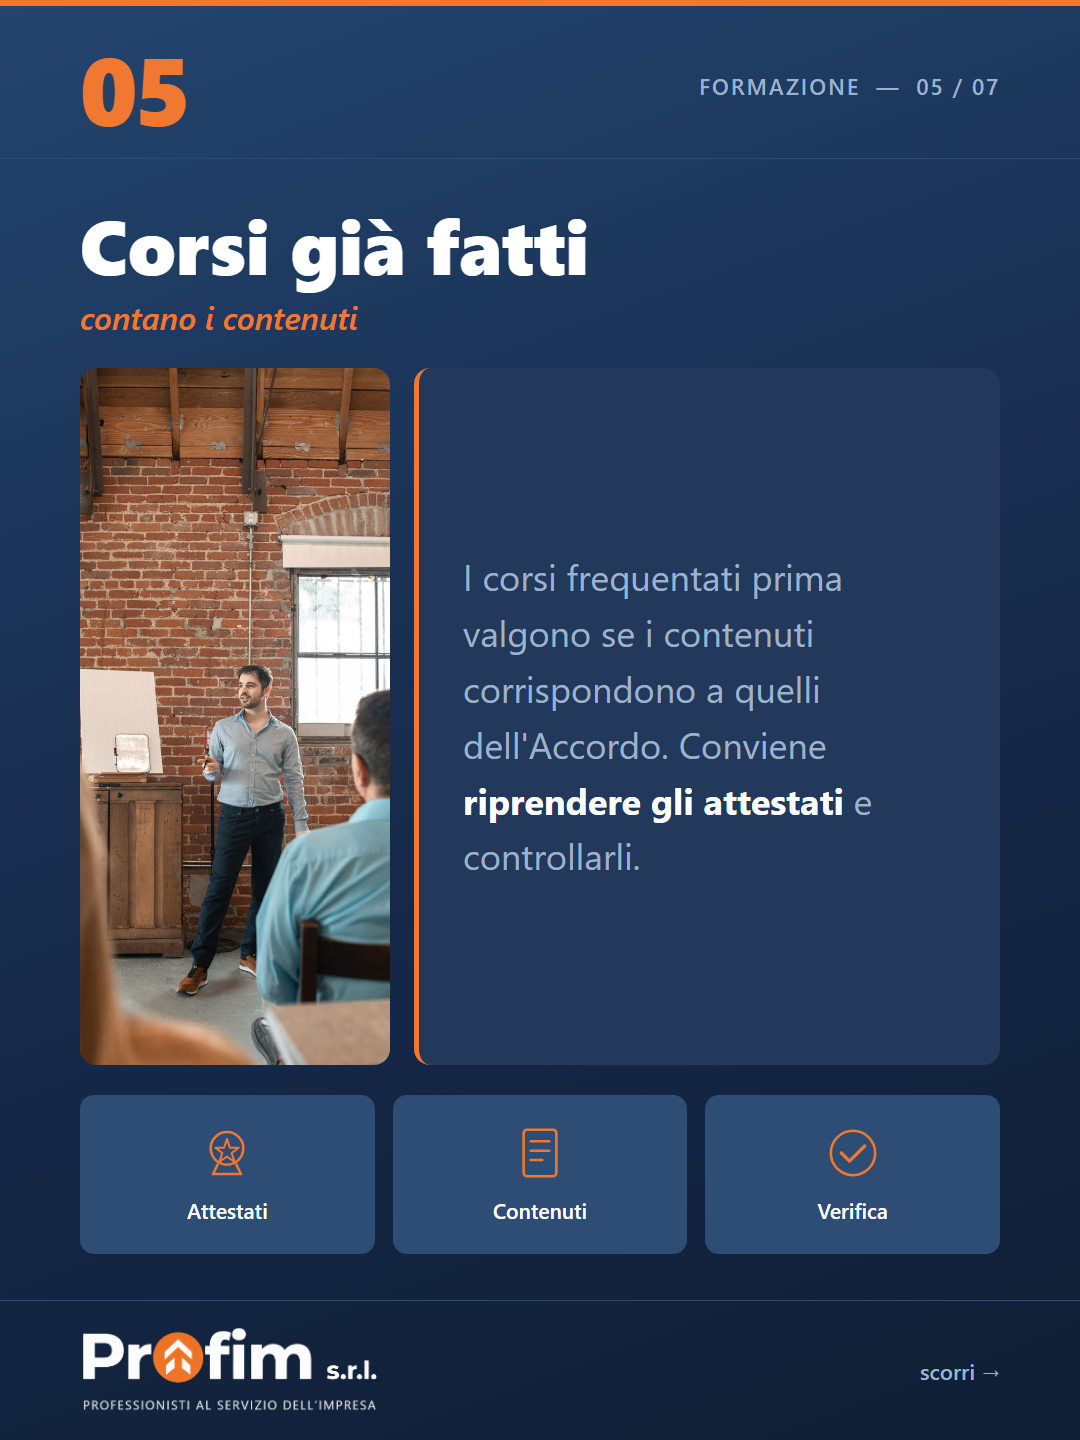 05
FORMAZIONE — 05 / 07
Corsi già fatti
contano i contenuti
I corsi frequentati prima
valgono se i contenuti
corrispondono a quelli
dell'Accordo. Conviene
riprendere gli attestati e
controllarli.
Attestati
Contenuti
Verifica
Profim s.r.l.
PROFESSIONISTI AL SERVIZIO DELL'IMPRESA
scorri →